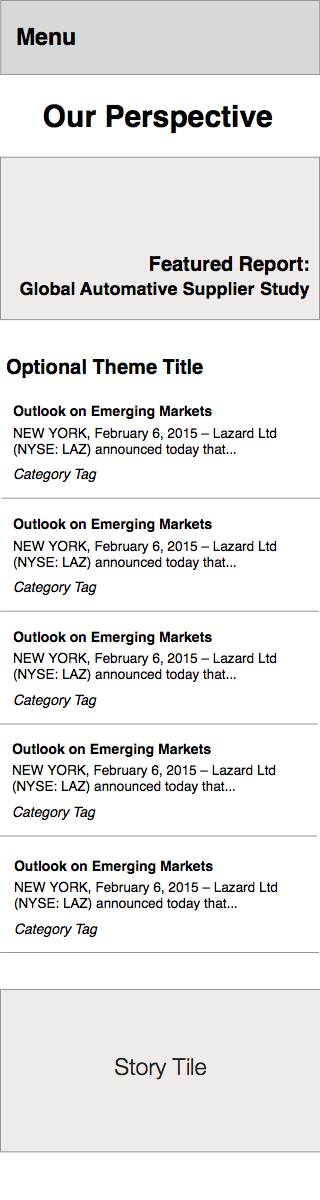 Menu
Our Perspective
Featured Report:
Global Automative Supplier Study
Optional Theme Title
Outlook on Emerging Markets
NEW YORK, February 6, 2015 – Lazard Ltd
(NYSE: LAZ) announced today that...
Category Tag
Outlook on Emerging Markets
NEW YORK, February 6, 2015 – Lazard Ltd
(NYSE: LAZ) announced today that...
Category Tag
Outlook on Emerging Markets
NEW YORK, February 6, 2015 – Lazard Ltd
(NYSE: LAZ) announced today that...
Category Tag
Outlook on Emerging Markets
NEW YORK, February 6, 2015 – Lazard Ltd
(NYSE: LAZ) announced today that...
Category Tag
Outlook on Emerging Markets
NEW YORK, February 6, 2015 – Lazard Ltd
(NYSE: LAZ) announced today that...
Category Tag
Story Tile